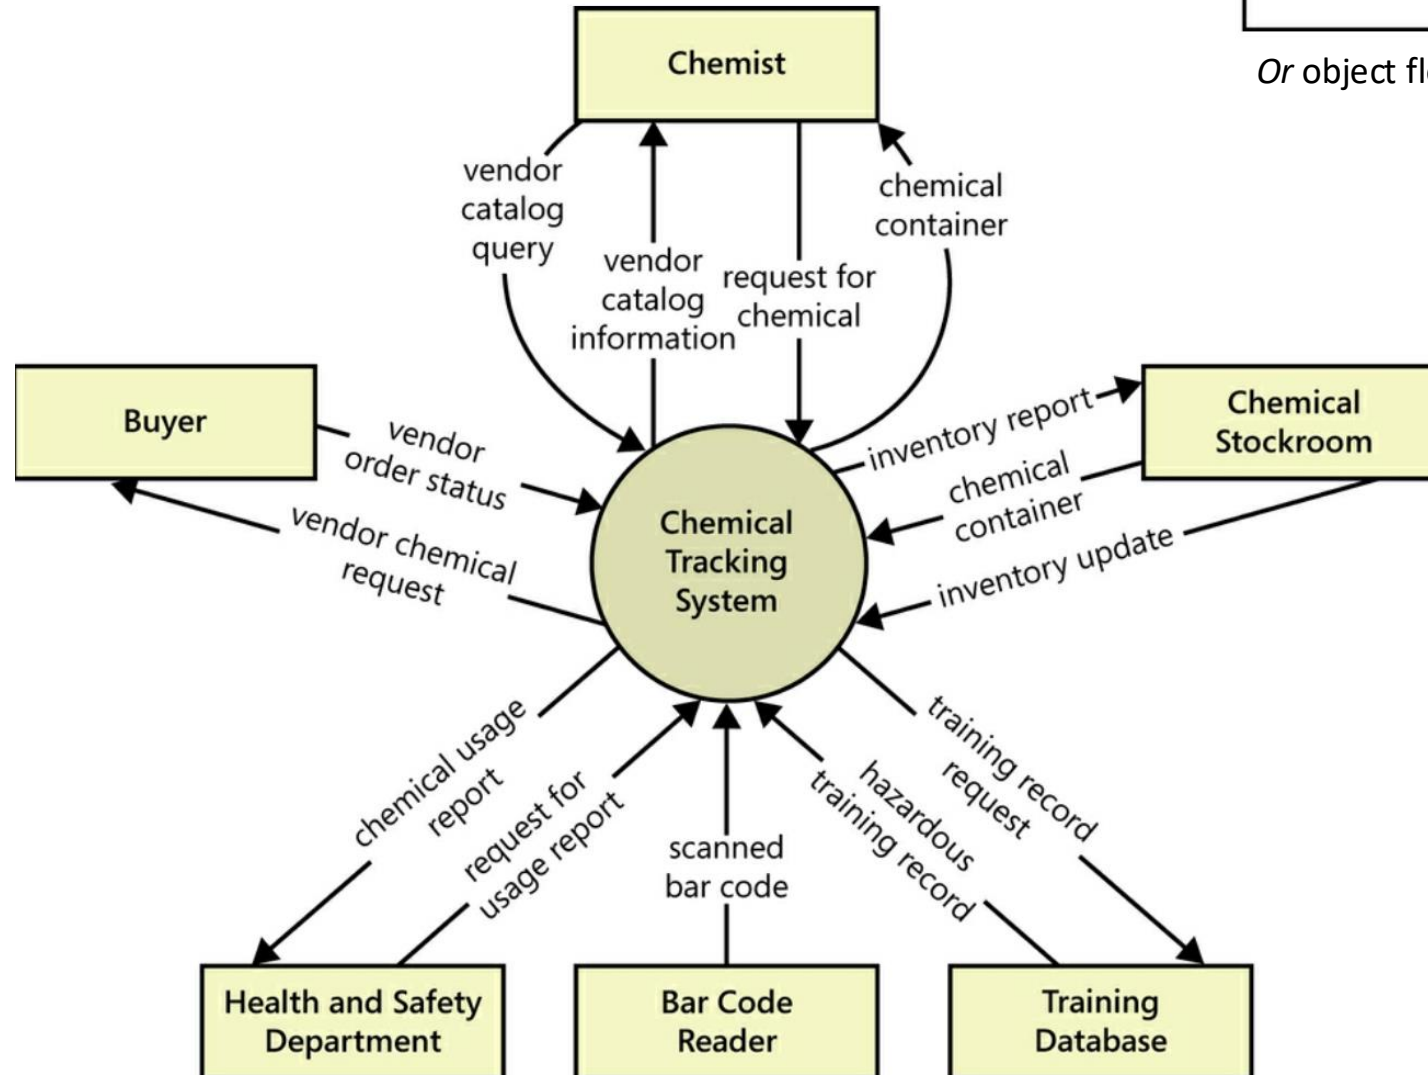 Chemist
Or object fl
vendor
catalog
query
vendor
catalog
information
request for
chemical
chemical
container
Buyer
vendor
order status
vendor chemical
request
Chemical
Tracking
System
inventory report
chemical
container
inventory update
Chemical
Stockroom
chemical usage
report
request for
usage report
scanned
bar code
hazardous
training record
training record
request
Health and Safety
Department
Bar Code
Reader
Training
Database